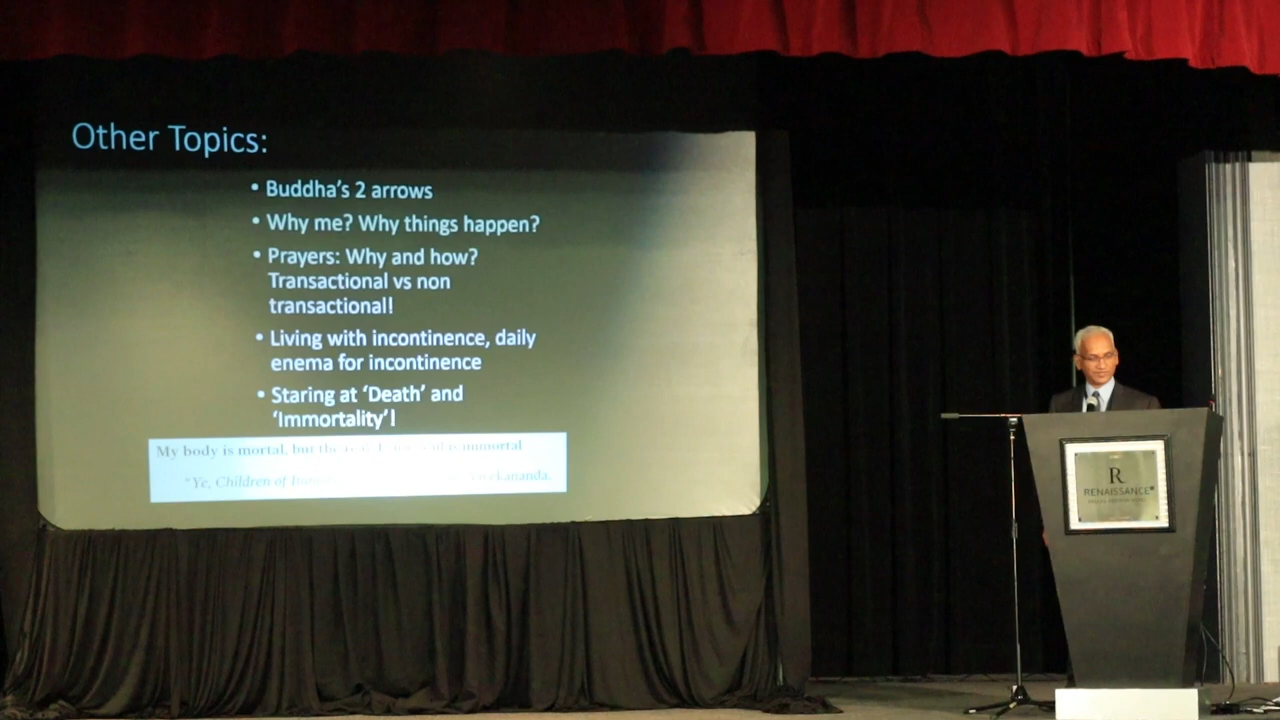 Other Topics:
• Buddha's 2 arrows
• Why me? Why things happen?
• Prayers: Why and how?
Transactional vs non
transactional!
• Living with incontinence, daily
enema for incontinence
• Staring at 'Death' and
'Immortality'!
My body is mortal, but the immortal
"Ye, Children of
R
RENAISSANCE